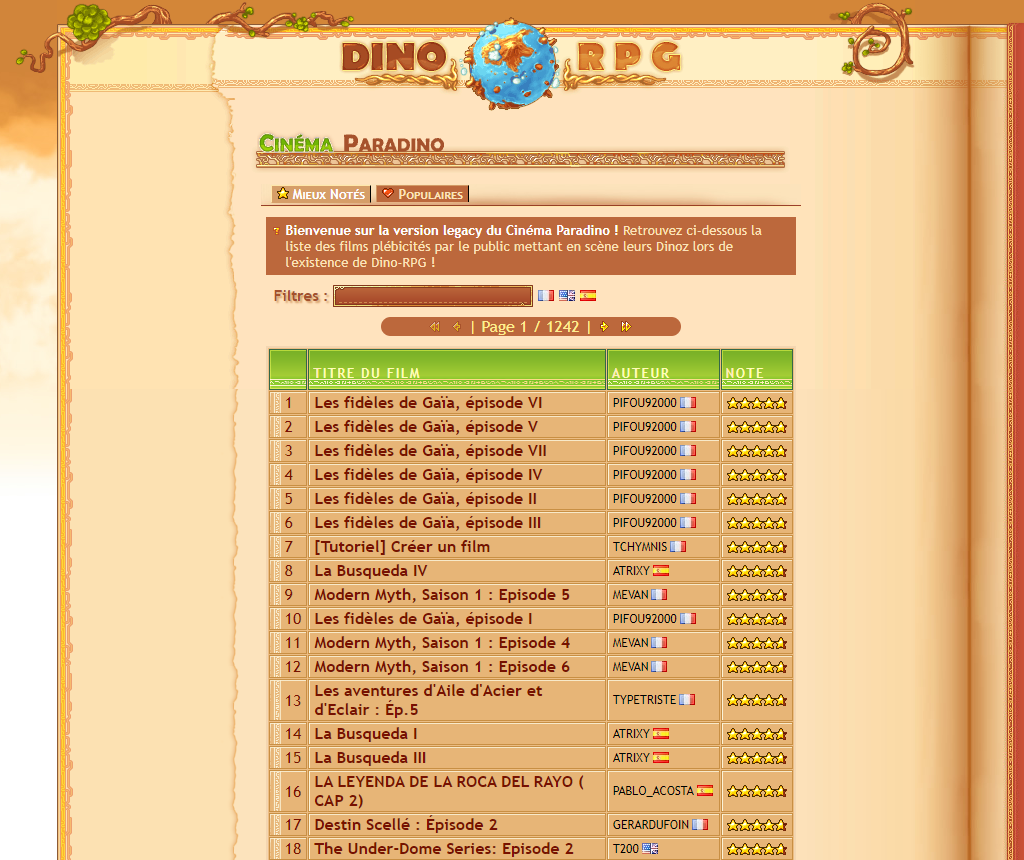 DINO RPG
CINÉMA PARADINO
MIEUX NOTÉS POPULAIRES
Bienvenue sur la version legacy du Cinéma Paradino ! Retrouvez ci-dessous la
liste des films plébicités par le public mettant en scène leurs Dinoz lors de
l'existence de Dino-RPG !
Filtres :
| Page 1 / 1242 |
TITRE DU FILM AUTEUR NOTE
1 Les fidèles de Gaïa, épisode VI PIFOU92000
2 Les fidèles de Gaïa, épisode V PIFOU92000
3 Les fidèles de Gaïa, épisode VII PIFOU92000
4 Les fidèles de Gaïa, épisode IV PIFOU92000
5 Les fidèles de Gaïa, épisode II PIFOU92000
6 Les fidèles de Gaïa, épisode III PIFOU92000
7 [Tutoriel] Créer un film TCHYMNIS
8 La Busqueda IV ATRIXY
9 Modern Myth, Saison 1 : Episode 5 MEVAN
10 Les fidèles de Gaïa, épisode I PIFOU92000
11 Modern Myth, Saison 1 : Episode 4 MEVAN
12 Modern Myth, Saison 1 : Episode 6 MEVAN
13 Les aventures d'Aile d'Acier et
d'Eclair : Ép.5 TYPETRISTE
14 La Busqueda I ATRIXY
15 La Busqueda III ATRIXY
16 LA LEYENDA DE LA ROCA DEL RAYO (
CAP 2) PABLO_ACOSTA
17 Destin Scellé : Épisode 2 GERARDUFOIN
18 The Under-Dome Series: Episode 2 T200